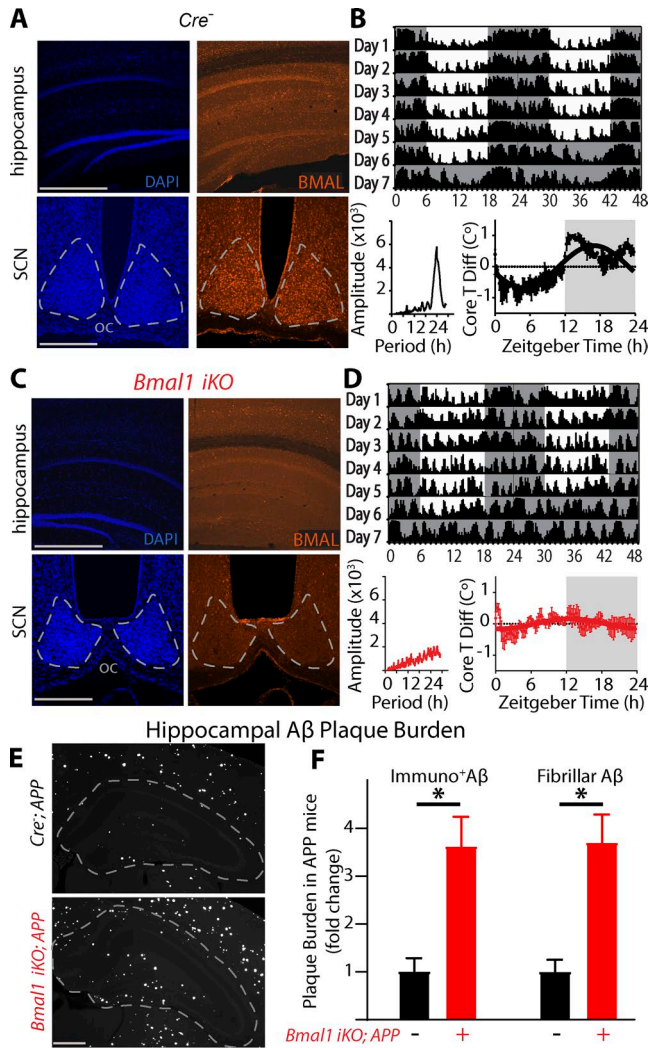 A
Cre-
hippocampus
DAPI
BMAL
SCN
OC
B
Day 1
Day 2
Day 3
Day 4
Day 5
Day 6
Day 7
0 6 12 18 24 30 36 42 48
Amplitude (x10³)
6
4
2
0
0 6 12 24
Period (h)
Core T Diff (C°)
1
0
-1
0 6 12 18 24
Zeitgeber Time (h)
C
Bmal1 iKO
hippocampus
DAPI
BMAL
SCN
OC
D
Day 1
Day 2
Day 3
Day 4
Day 5
Day 6
Day 7
0 6 12 18 24 30 36 42 48
Amplitude (x10³)
6
4
2
0
0 6 12 24
Period (h)
Core T Diff (C°)
1
0
-1
0 6 12 18 24
Zeitgeber Time (h)
Hippocampal Aβ Plaque Burden
E
Cre-; APP
Bmal1 iKO; APP
F
Immuno⁺Aβ
Fibrillar Aβ
*
*
Plaque Burden in APP mice
(fold change)
4
3
2
1
Bmal1 iKO; APP - + - +